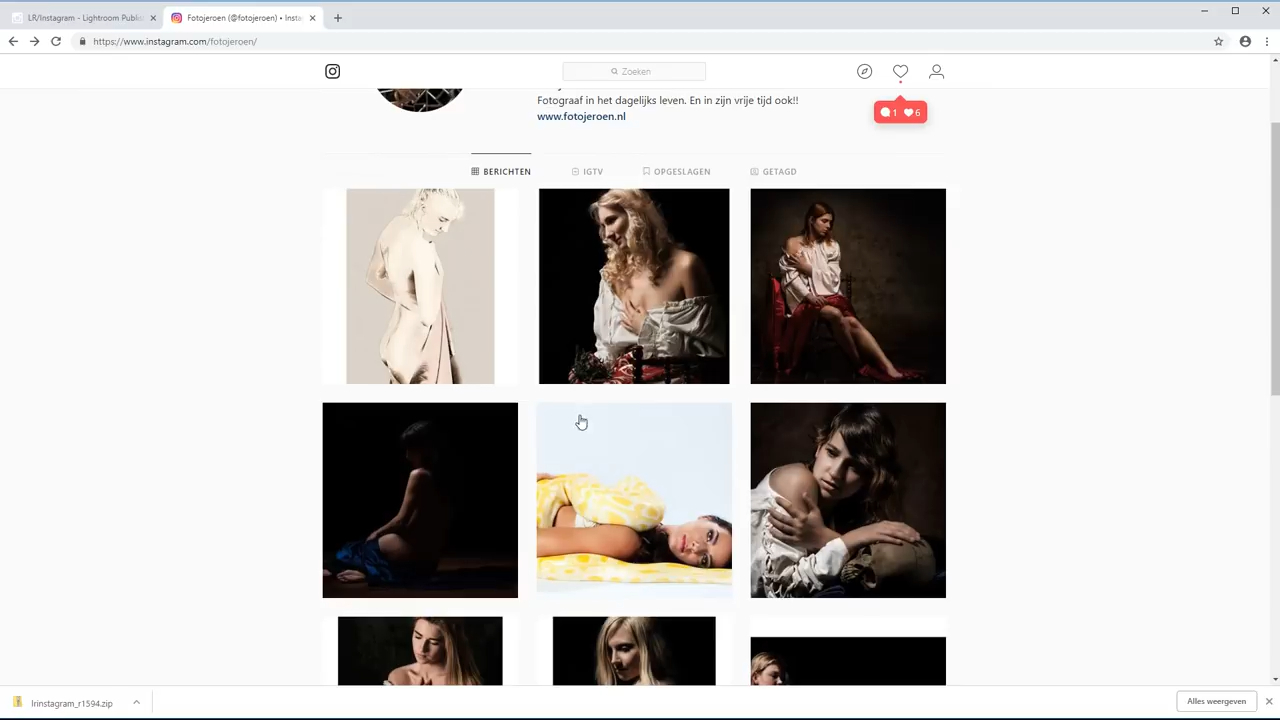 LR/Instagram - Lightroom Publis
Fotojeroen (@fotojeroen) • Insta
https://www.instagram.com/fotojeroen/
Zoeken
Fotograaf in het dagelijks leven. En in zijn vrije tijd ook!!
www.fotojeroen.nl
1 6
BERICHTEN IGTV OPGESLAGEN GETAGD
lrinstagram_r1594.zip
Alles weergeven